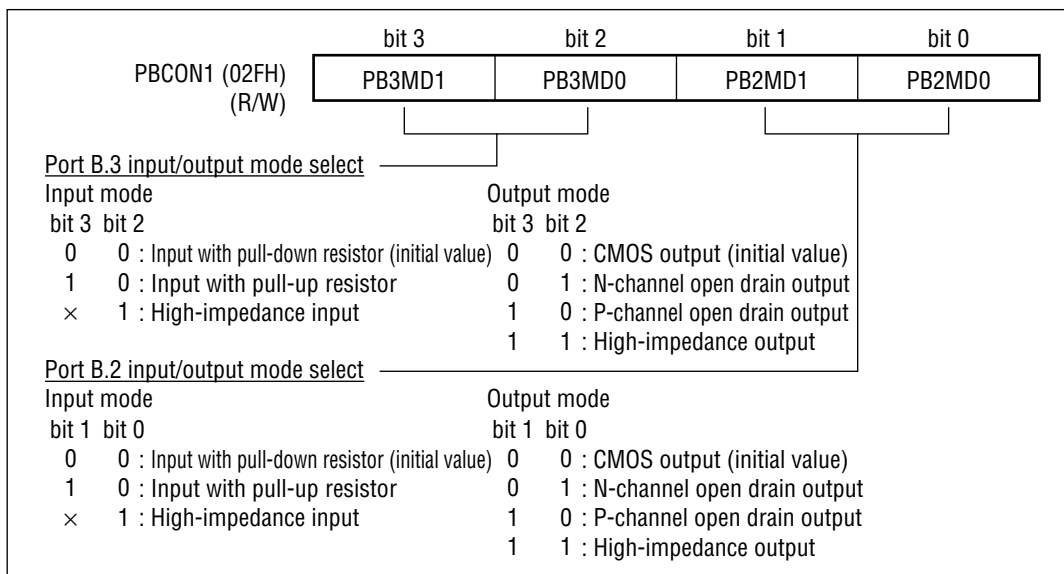 bit 3 bit 2 bit 1 bit 0
PBCON1 (02FH) PB3MD1 PB3MD0 PB2MD1 PB2MD0
(R/W)
Port B.3 input/output mode select
Input mode Output mode
bit 3 bit 2 bit 3 bit 2
0 0 : Input with pull-down resistor (initial value) 0 0 : CMOS output (initial value)
1 0 : Input with pull-up resistor 0 1 : N-channel open drain output
× 1 : High-impedance input 1 0 : P-channel open drain output
1 1 : High-impedance output
Port B.2 input/output mode select
Input mode Output mode
bit 1 bit 0 bit 1 bit 0
0 0 : Input with pull-down resistor (initial value) 0 0 : CMOS output (initial value)
1 0 : Input with pull-up resistor 0 1 : N-channel open drain output
× 1 : High-impedance input 1 0 : P-channel open drain output
1 1 : High-impedance output